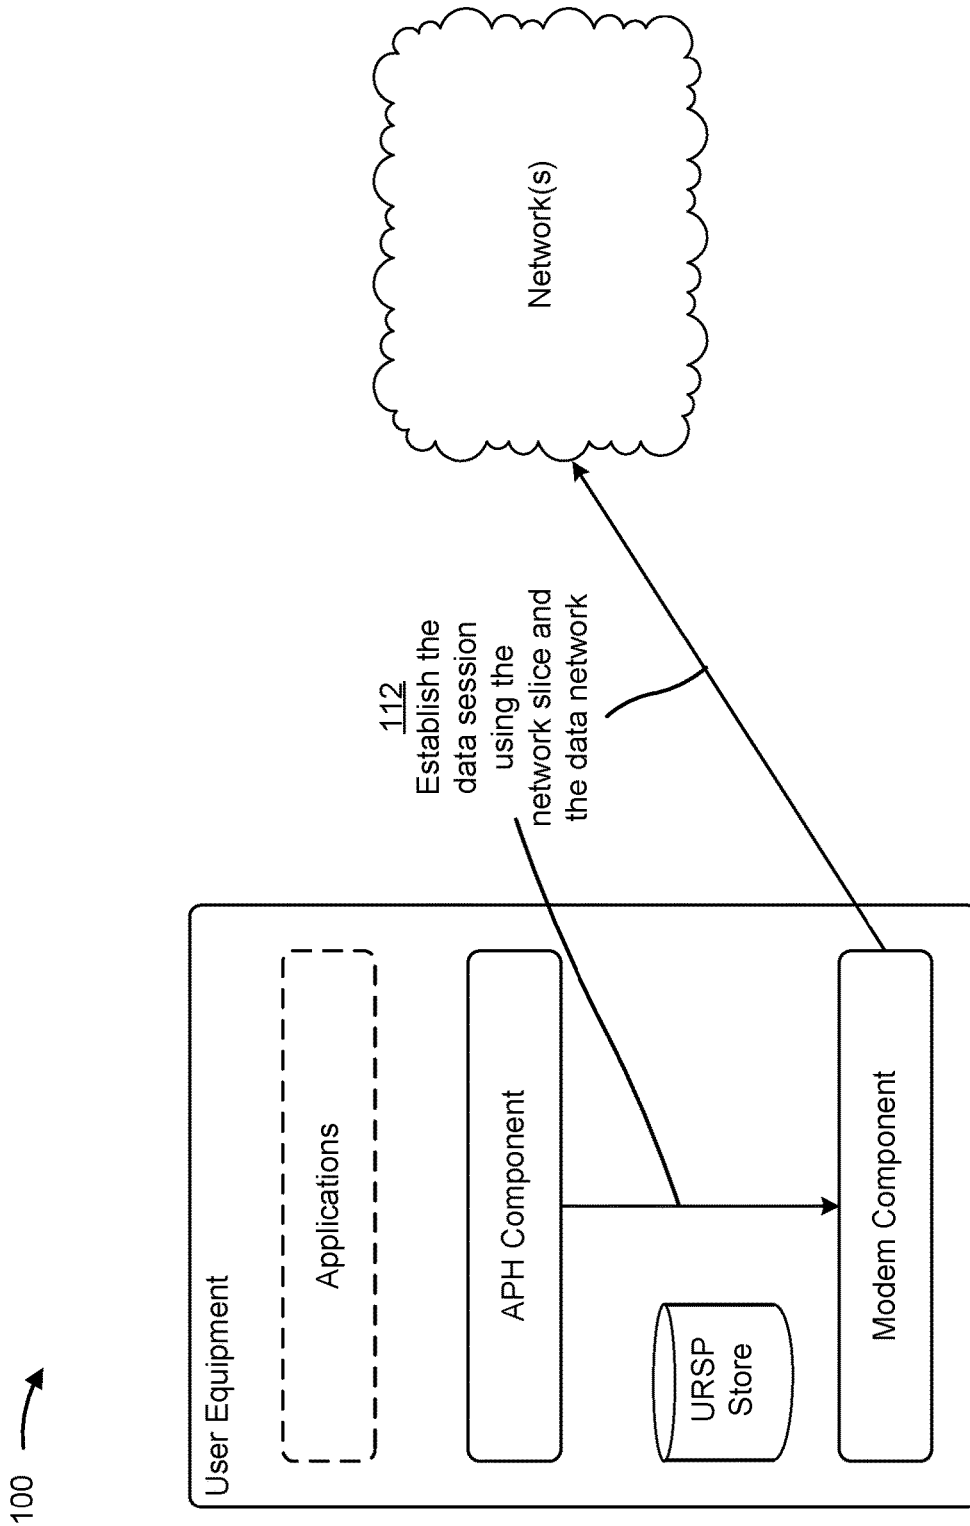 100
User Equipment
Applications
APH Component
URSP
Store
Modem Component
112
Establish the
data session
using the
network slice and
the data network
Network(s)